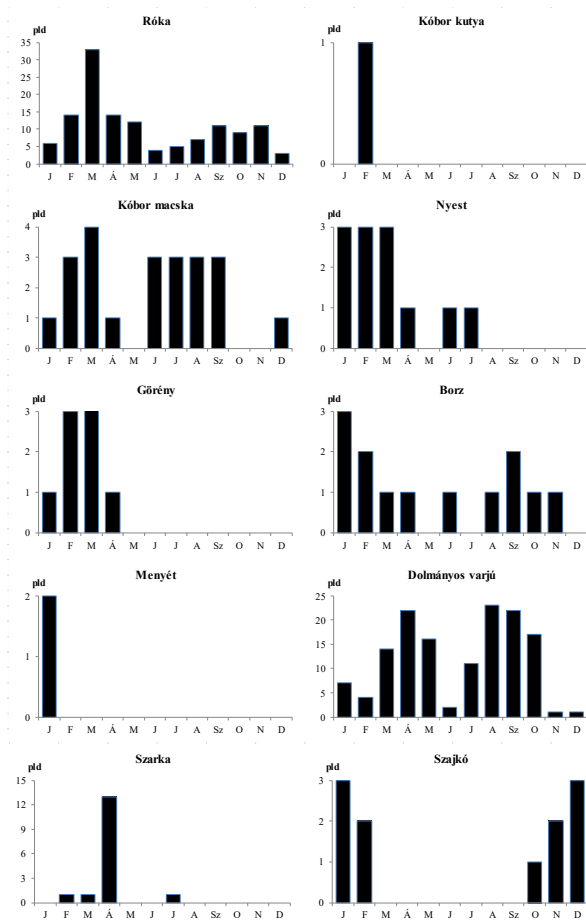 Róka
pld
35
30
25
20
15
10
5
0
J F M Á M J J A Sz O N D
Kóbor kutya
pld
1
0
J F M Á M J J A Sz O N D
Kóbor macska
pld
4
3
2
1
0
J F M Á M J J A Sz O N D
Nyest
pld
3
2
1
0
J F M Á M J J A Sz O N D
Görény
pld
3
2
1
0
J F M Á M J J A Sz O N D
Borz
pld
3
2
1
0
J F M Á M J J A Sz O N D
Menyét
pld
2
1
0
J F M Á M J J A Sz O N D
Dolmányos varjú
pld
25
20
15
10
5
0
J F M Á M J J A Sz O N D
Szarka
pld
15
12
9
6
3
0
J F M Á M J J A Sz O N D
Szajkó
pld
3
2
1
0
J F M Á M J J A Sz O N D